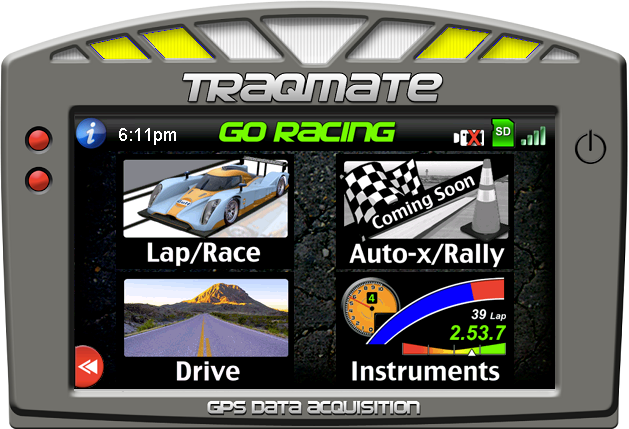 TRAQMATE
6:11pm GO RACING SD
Lap/Race
Coming Soon
Auto-x/Rally
Drive
4
39 Lap
2.53.7
Instruments
GPS DATA ACQUISITION